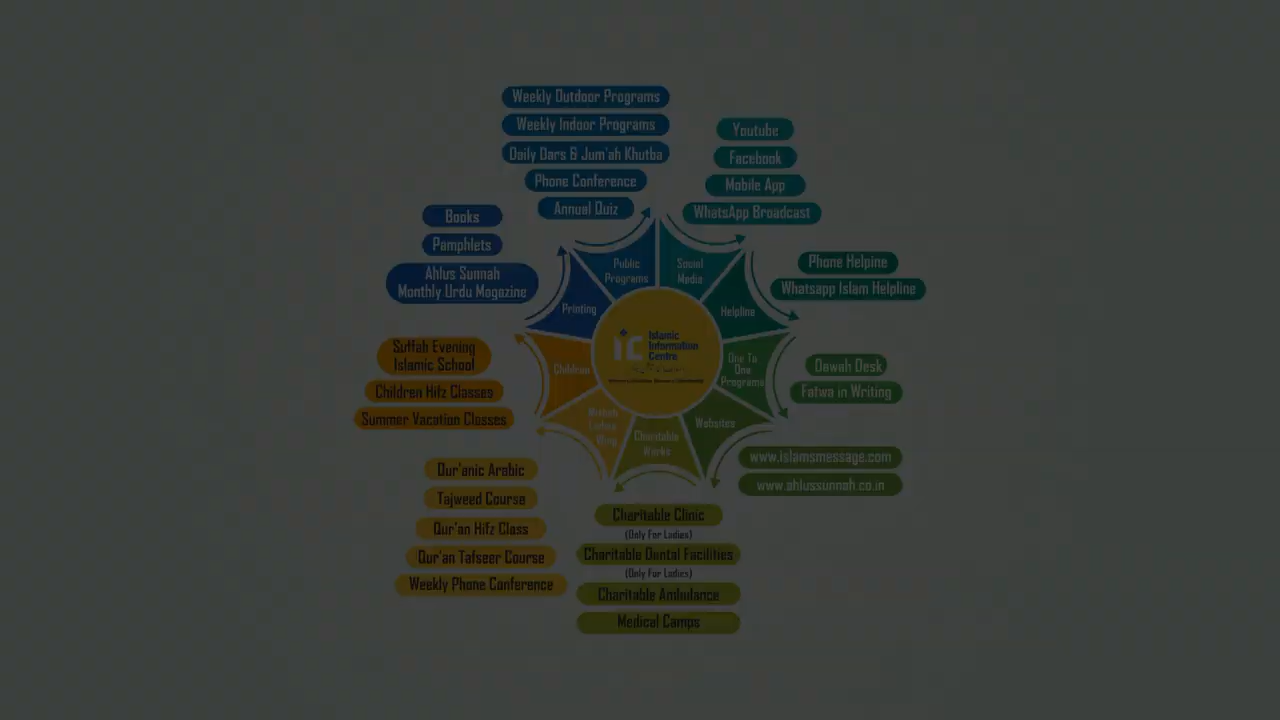 Weekly Outdoor Programs
Weekly Indoor Programs
Daily Dars & Jum'ah Khutba
Phone Conference
Annual Quiz
Youtube
Facebook
Mobile App
WhatsApp Broadcast
Books
Pamphlets
Ahlus Sunnah
Monthly Urdu Magazine
Phone Helpine
Whatsapp Islam Helpline
Public
Programs
Social
Media
Printing
Helpline
Islamic
Information
Centre
Suffah Evening
Islamic School
Children Hifz Classes
Summer Vacation Classes
Children
One To
One
Programs
Dawah Desk
Fatwa in Writing
Wing
Charitable
Works
Websites
www.islamsmessage.com
www.ahlussunnah.co.in
Qur'anic Arabic
Tajweed Course
Qur'an Hifz Class
Qur'an Tafseer Course
Weekly Phone Conference
Charitable Clinic
(Only For Ladies)
Charitable Dental Facilities
(Only For Ladies)
Charitable Ambulance
Medical Camps